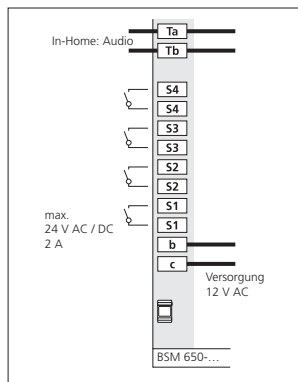 Ta
In-Home: Audio
Tb
S4
S4
S3
S3
S2
S2
max.
24 V AC / DC
2 A
S1
S1
b
c
Versorgung
12 V AC
BSM 650-...